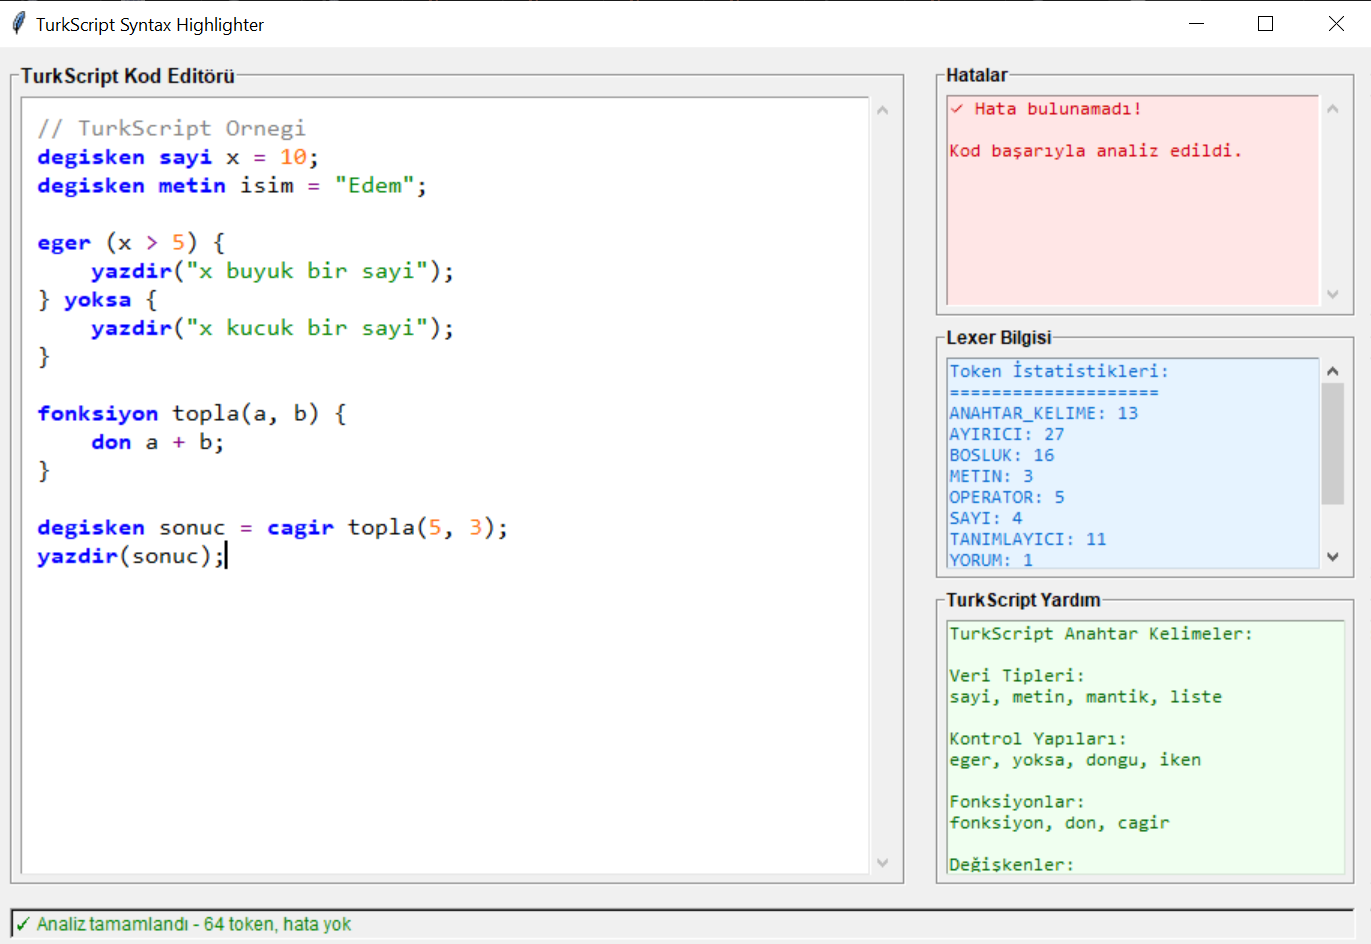 TurkScript Syntax Highlighter
TurkScript Kod Editörü
// TurkScript Ornegi
degisken sayi x = 10;
degisken metin isim = "Edem";
eger (x > 5) {
    yazdir("x buyuk bir sayi");
} yoksa {
    yazdir("x kucuk bir sayi");
}
fonksiyon topla(a, b) {
    don a + b;
}
degisken sonuc = cagir topla(5, 3);
yazdir(sonuc);
Hatalar
✓ Hata bulunamadı!
Kod başarıyla analiz edildi.
Lexer Bilgisi
Token İstatistikleri:
====================
ANAHTAR_KELIME: 13
AYIRICI: 27
BOSLUK: 16
METIN: 3
OPERATOR: 5
SAYI: 4
TANIMLAYICI: 11
YORUM: 1
TurkScript Yardım
TurkScript Anahtar Kelimeler:
Veri Tipleri:
sayi, metin, mantik, liste
Kontrol Yapıları:
eger, yoksa, dongu, iken
Fonksiyonlar:
fonksiyon, don, cagir
Değişkenler:
✓ Analiz tamamlandı - 64 token, hata yok